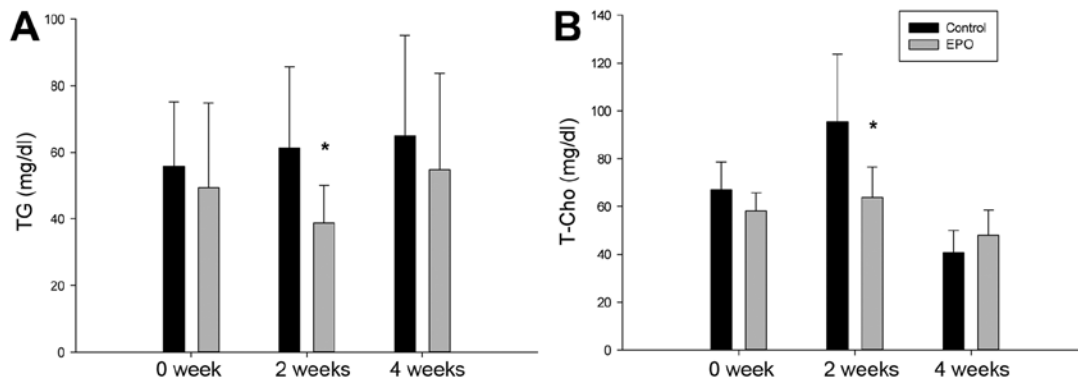 A
TG (mg/dl)
100
80
60
40
20
0
*
0 week
2 weeks
4 weeks
B
T-Cho (mg/dl)
140
120
100
80
60
40
20
0
Control
EPO
*
0 week
2 weeks
4 weeks